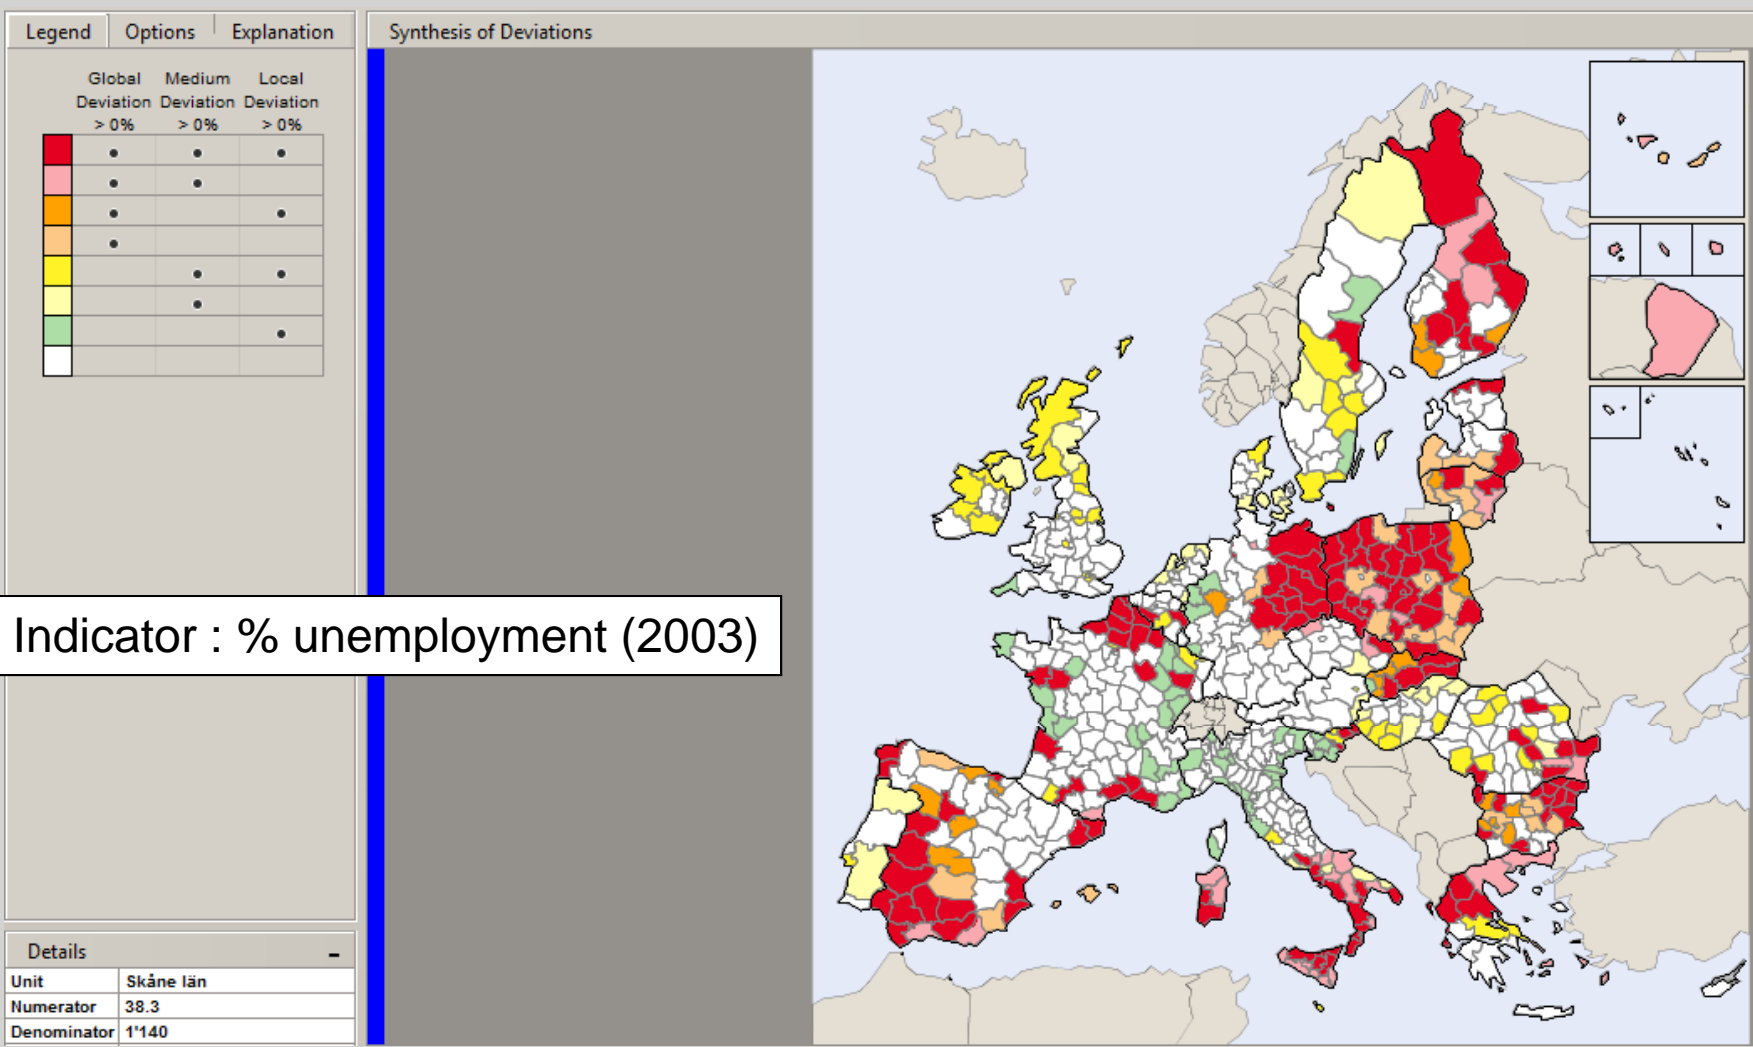 Legend Options Explanation
Synthesis of Deviations
Global Medium Local
Deviation Deviation Deviation
> 0% > 0% > 0%
Indicator : % unemployment (2003)
Details -
Unit Skåne län
Numerator 38.3
Denominator 1'140